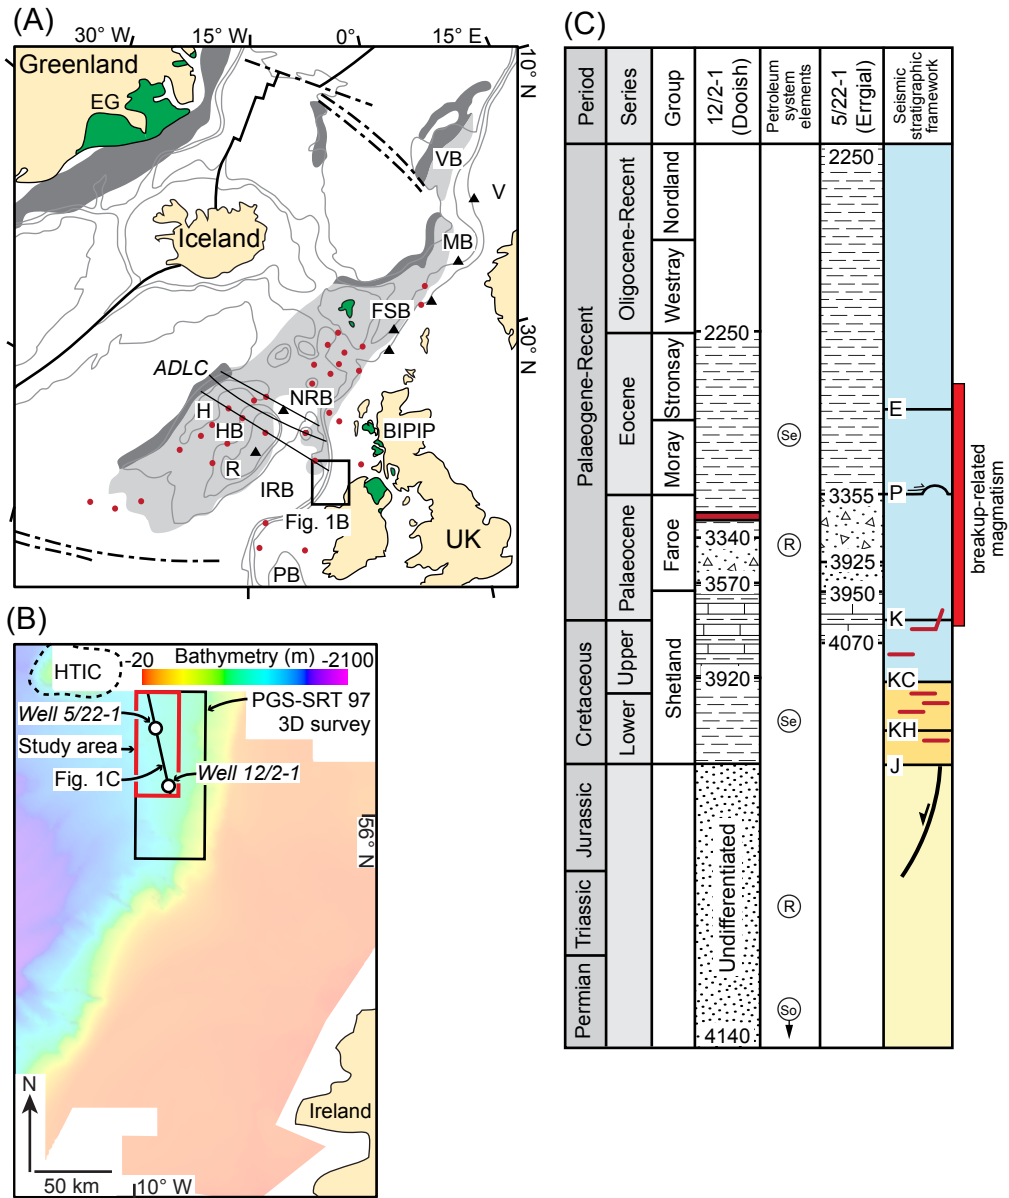 (A)
30° W
15° W
0°
15° E
10° N
Greenland
EG
VB
V
Iceland
MB
FSB
30° N
ADLC
NRB
H
HB
BIPIP
R
IRB
Fig. 1B
UK
PB
(B)
HTIC
-20 Bathymetry (m) -2100
PGS-SRT 97
3D survey
Well 5/22-1
Study area
Fig. 1C
Well 12/2-1
56° N
N
Ireland
50 km
10° W
(C)
Period
Series
Group
12/2-1
(Dooish)
Petroleum
system
elements
5/22-1
(Errgial)
Seismic
stratigraphic
framework
Palaeogene-Recent
Cretaceous
Jurassic
Triassic
Permian
Oligocene-Recent
Eocene
Palaeocene
Upper
Lower
Nordland
Westray
Stronsay
Moray
Faroe
Shetland
2250
3340
3570
3920
Undifferentiated
4140
Se
R
Se
R
So
2250
3355
3925
3950
4070
E
P
K
KC
KH
J
breakup-related
magmatism